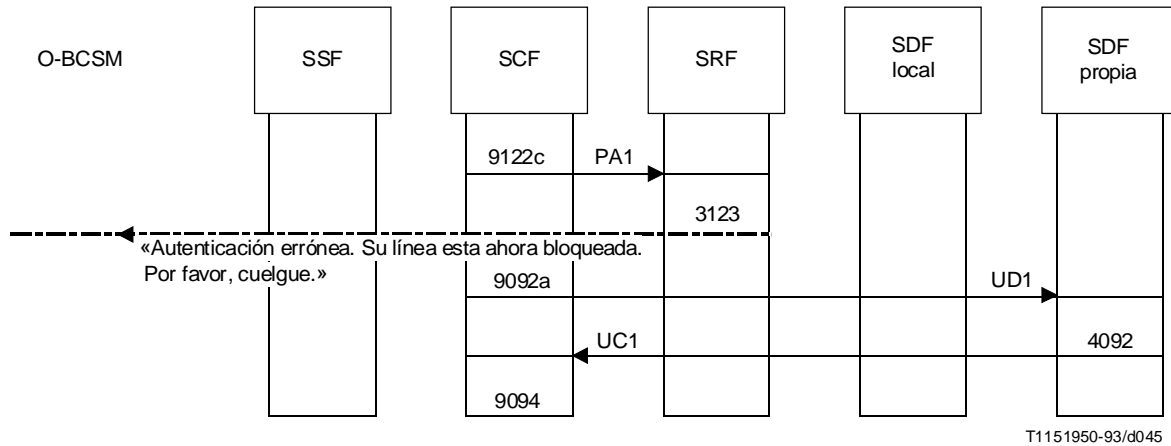 O-BCSM
SSF
SCF
SRF
SDF
local
SDF
propia
9122c
PA1
3123
«Autenticación errónea. Su línea esta ahora bloqueada.
Por favor, cuelgue.»
9092a
UD1
UC1
4092
9094
T1151950-93/d045